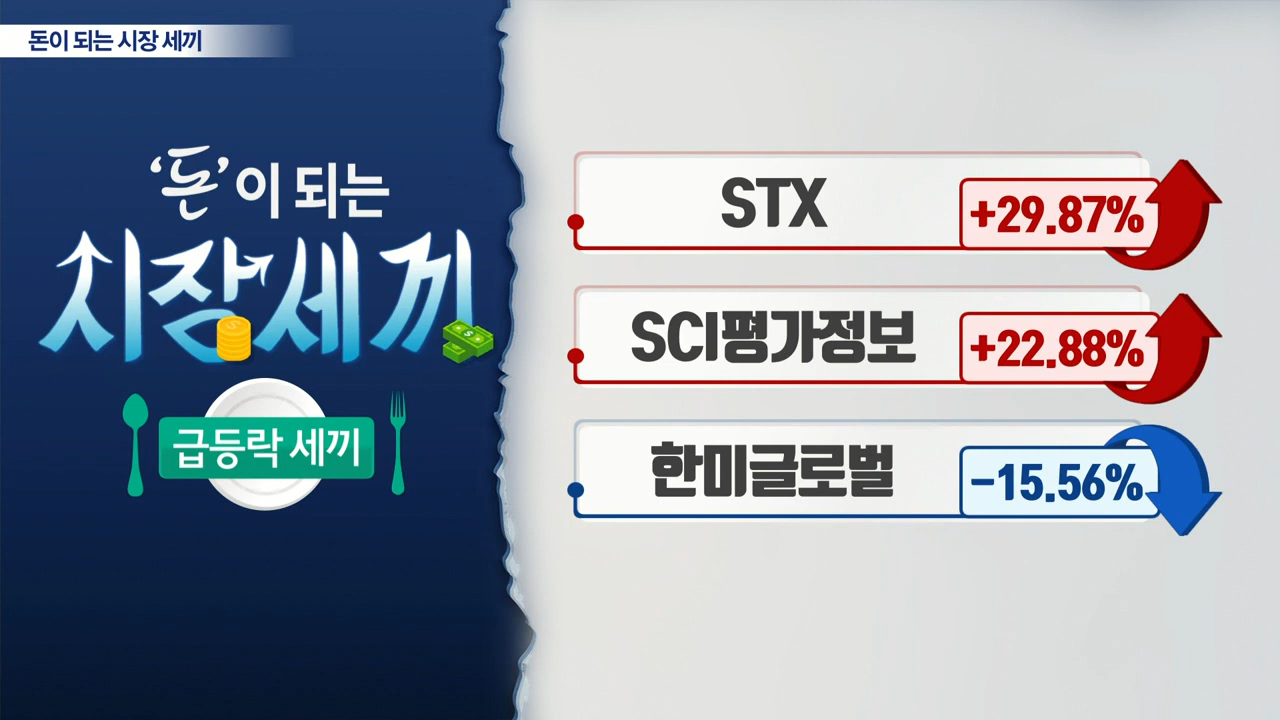 돈이 되는 시장 세끼
‘돈’이 되는
시장세끼
급등락 세끼
STX
+29.87%
SCI평가정보
+22.88%
한미글로벌
-15.56%